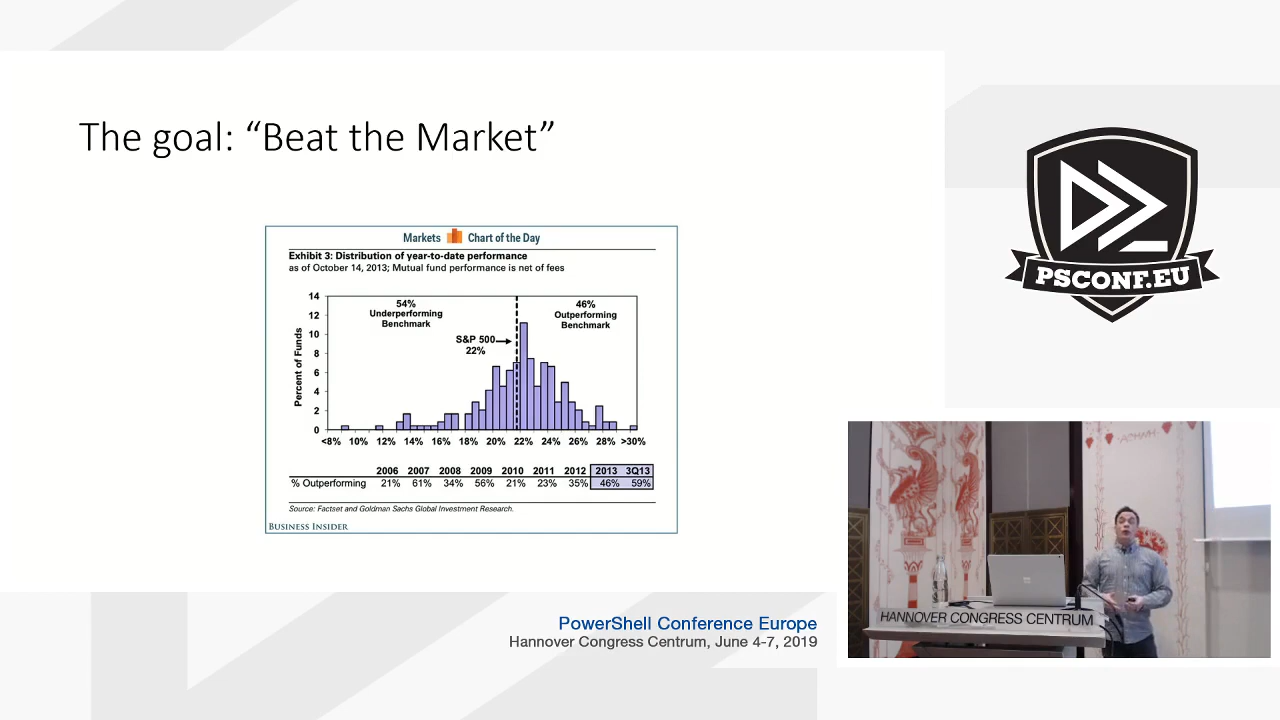 The goal: “Beat the Market”
Markets Chart of the Day
Exhibit 3: Distribution of year-to-date performance
as of October 14, 2013; Mutual fund performance is net of fees
Percent of Funds
14
12
10
8
6
4
2
0
54%
Underperforming
Benchmark
46%
Outperforming
Benchmark
S&P 500
22%
<8% 10% 12% 14% 16% 18% 20% 22% 24% 26% 28% >30%
2006 2007 2008 2009 2010 2011 2012 2013 3Q13
% Outperforming 21% 61% 34% 56% 21% 23% 35% 46% 59%
Source: Factset and Goldman Sachs Global Investment Research.
BUSINESS INSIDER
PSCONF.EU
HANNOVER CONGRESS CENTRUM
PowerShell Conference Europe
Hannover Congress Centrum, June 4-7, 2019